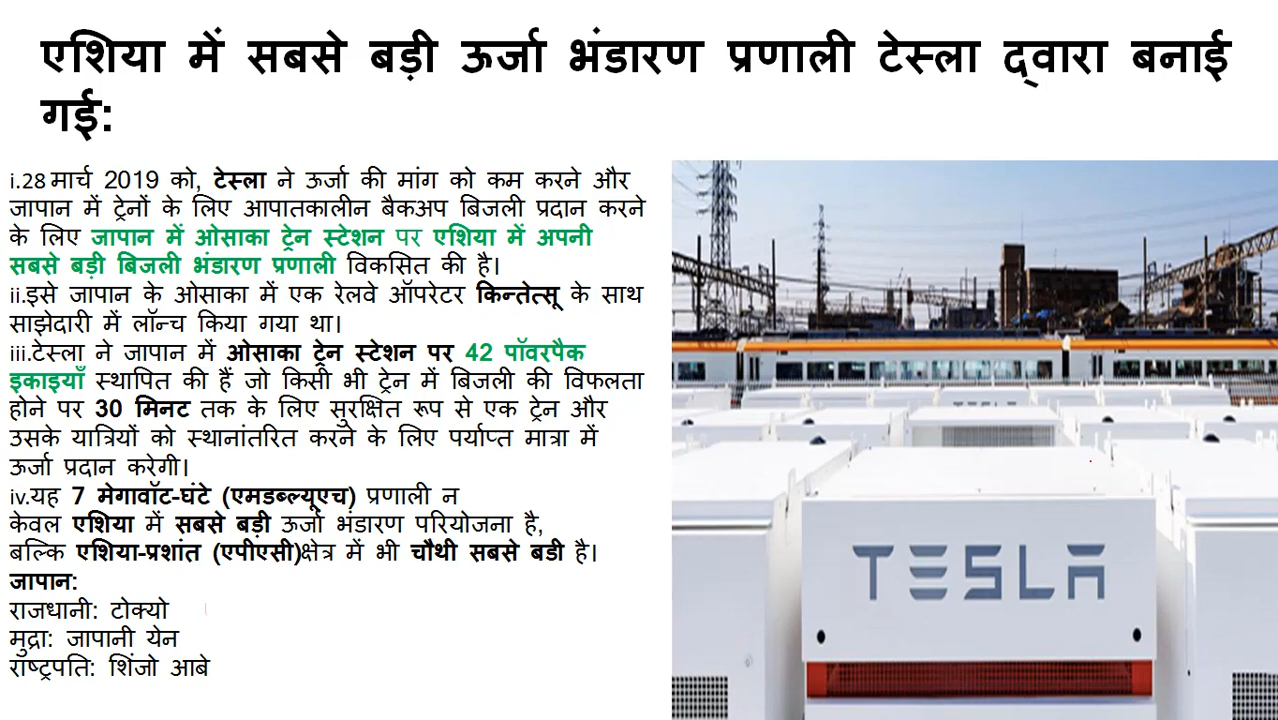 एशिया में सबसे बड़ी ऊर्जा भंडारण प्रणाली टेस्ला द्वारा बनाई
गई:
i.28 मार्च 2019 को, टेस्ला ने ऊर्जा की मांग को कम करने और
जापान में ट्रेनों के लिए आपातकालीन बैकअप बिजली प्रदान करने
के लिए जापान में ओसाका ट्रेन स्टेशन पर एशिया में अपनी
सबसे बड़ी बिजली भंडारण प्रणाली विकसित की है।
ii.इसे जापान के ओसाका में एक रेलवे ऑपरेटर किन्तेत्सू के साथ
साझेदारी में लॉन्च किया गया था।
iii.टेस्ला ने जापान में ओसाका ट्रेन स्टेशन पर 42 पॉवरपैक
इकाइयाँ स्थापित की हैं जो किसी भी ट्रेन में बिजली की विफलता
होने पर 30 मिनट तक के लिए सुरक्षित रूप से एक ट्रेन और
उसके यात्रियों को स्थानांतरित करने के लिए पर्याप्त मात्रा में
ऊर्जा प्रदान करेगी।
iv.यह 7 मेगावॉट-घंटे (एमडब्ल्यूएच) प्रणाली न
केवल एशिया में सबसे बड़ी ऊर्जा भंडारण परियोजना है,
बल्कि एशिया-प्रशांत (एपीएसी)क्षेत्र में भी चौथी सबसे बडी है।
जापान:
राजधानी: टोक्यो
मुद्रा: जापानी येन
राष्ट्रपति: शिंजो आबे
TESLA
TESLA